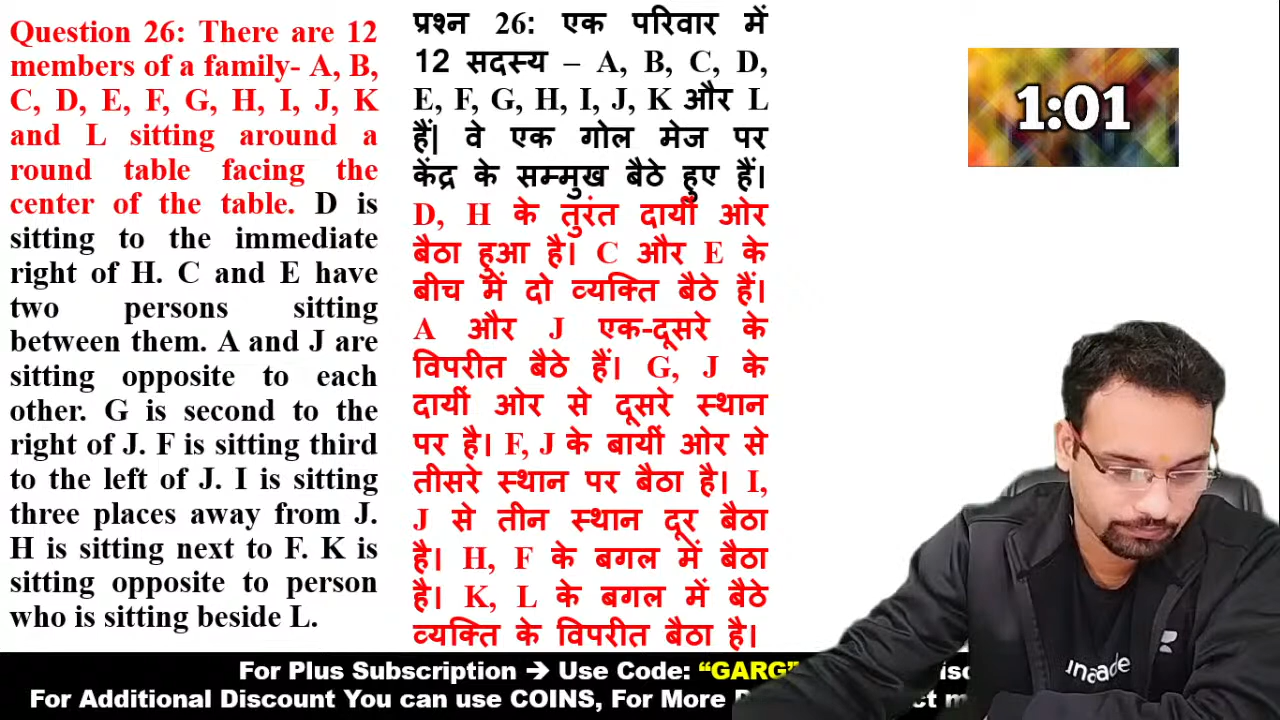 Question 26: There are 12
members of a family- A, B,
C, D, E, F, G, H, I, J, K
and L sitting around a
round table facing the
center of the table. D is
sitting to the immediate
right of H. C and E have
two persons sitting
between them. A and J are
sitting opposite to each
other. G is second to the
right of J. F is sitting third
to the left of J. I is sitting
three places away from J.
H is sitting next to F. K is
sitting opposite to person
who is sitting beside L.
प्रश्न 26: एक परिवार में
12 सदस्य – A, B, C, D,
E, F, G, H, I, J, K और L
हैं| वे एक गोल मेज पर
केंद्र के सम्मुख बैठे हुए हैं।
D, H के तुरंत दायीं ओर
बैठा हुआ है। C और E के
बीच में दो व्यक्ति बैठे हैं।
A और J एक-दूसरे के
विपरीत बैठे हैं। G, J के
दायीं ओर से दूसरे स्थान
पर है। F, J के बायीं ओर से
तीसरे स्थान पर बैठा है। I,
J से तीन स्थान दूर बैठा
है। H, F के बगल में बैठा
है। K, L के बगल में बैठे
व्यक्ति के विपरीत बैठा है।
1:01
For Plus Subscription → Use Code: “GARG”
For Additional Discount You can use COINS, For More